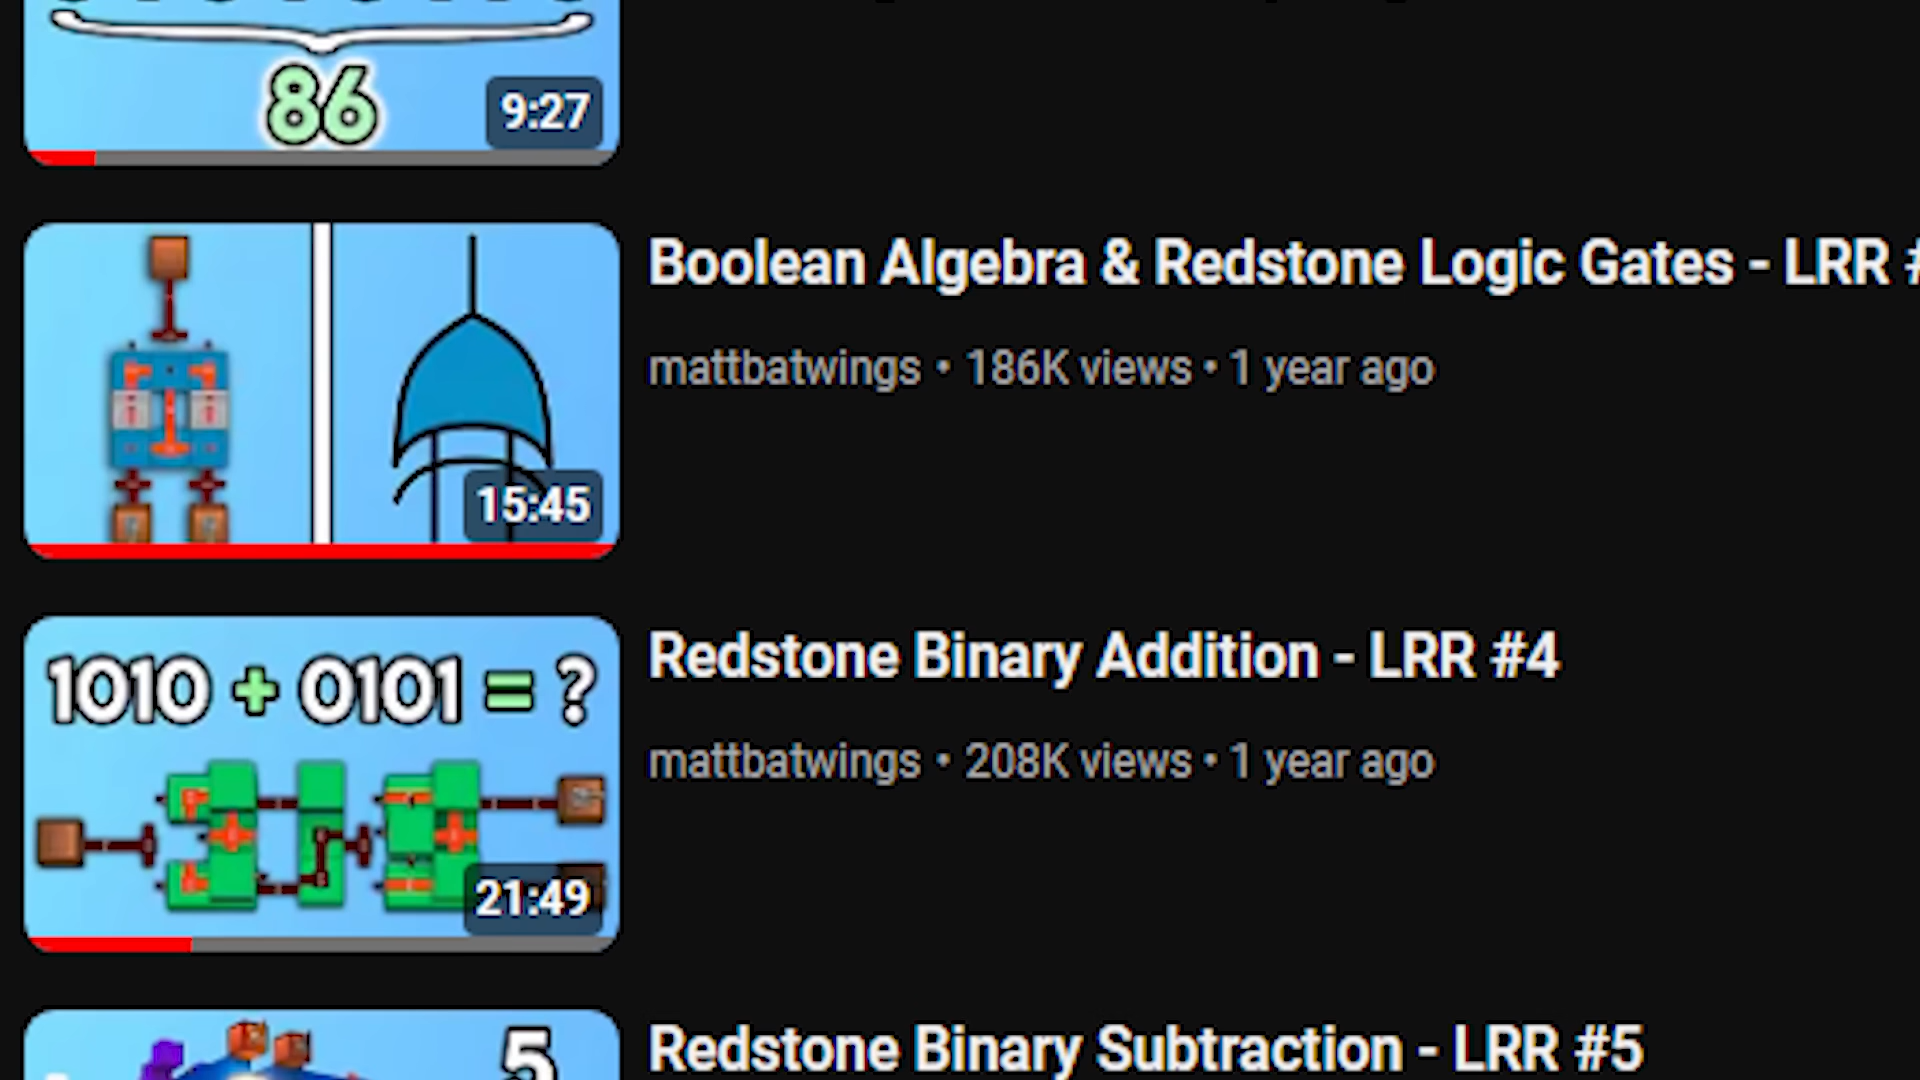 86
9:27
15:45
Boolean Algebra & Redstone Logic Gates - LRR #
mattbatwings • 186K views • 1 year ago
1010 + 0101 = ?
21:49
Redstone Binary Addition - LRR #4
mattbatwings • 208K views • 1 year ago
5
Redstone Binary Subtraction - LRR #5